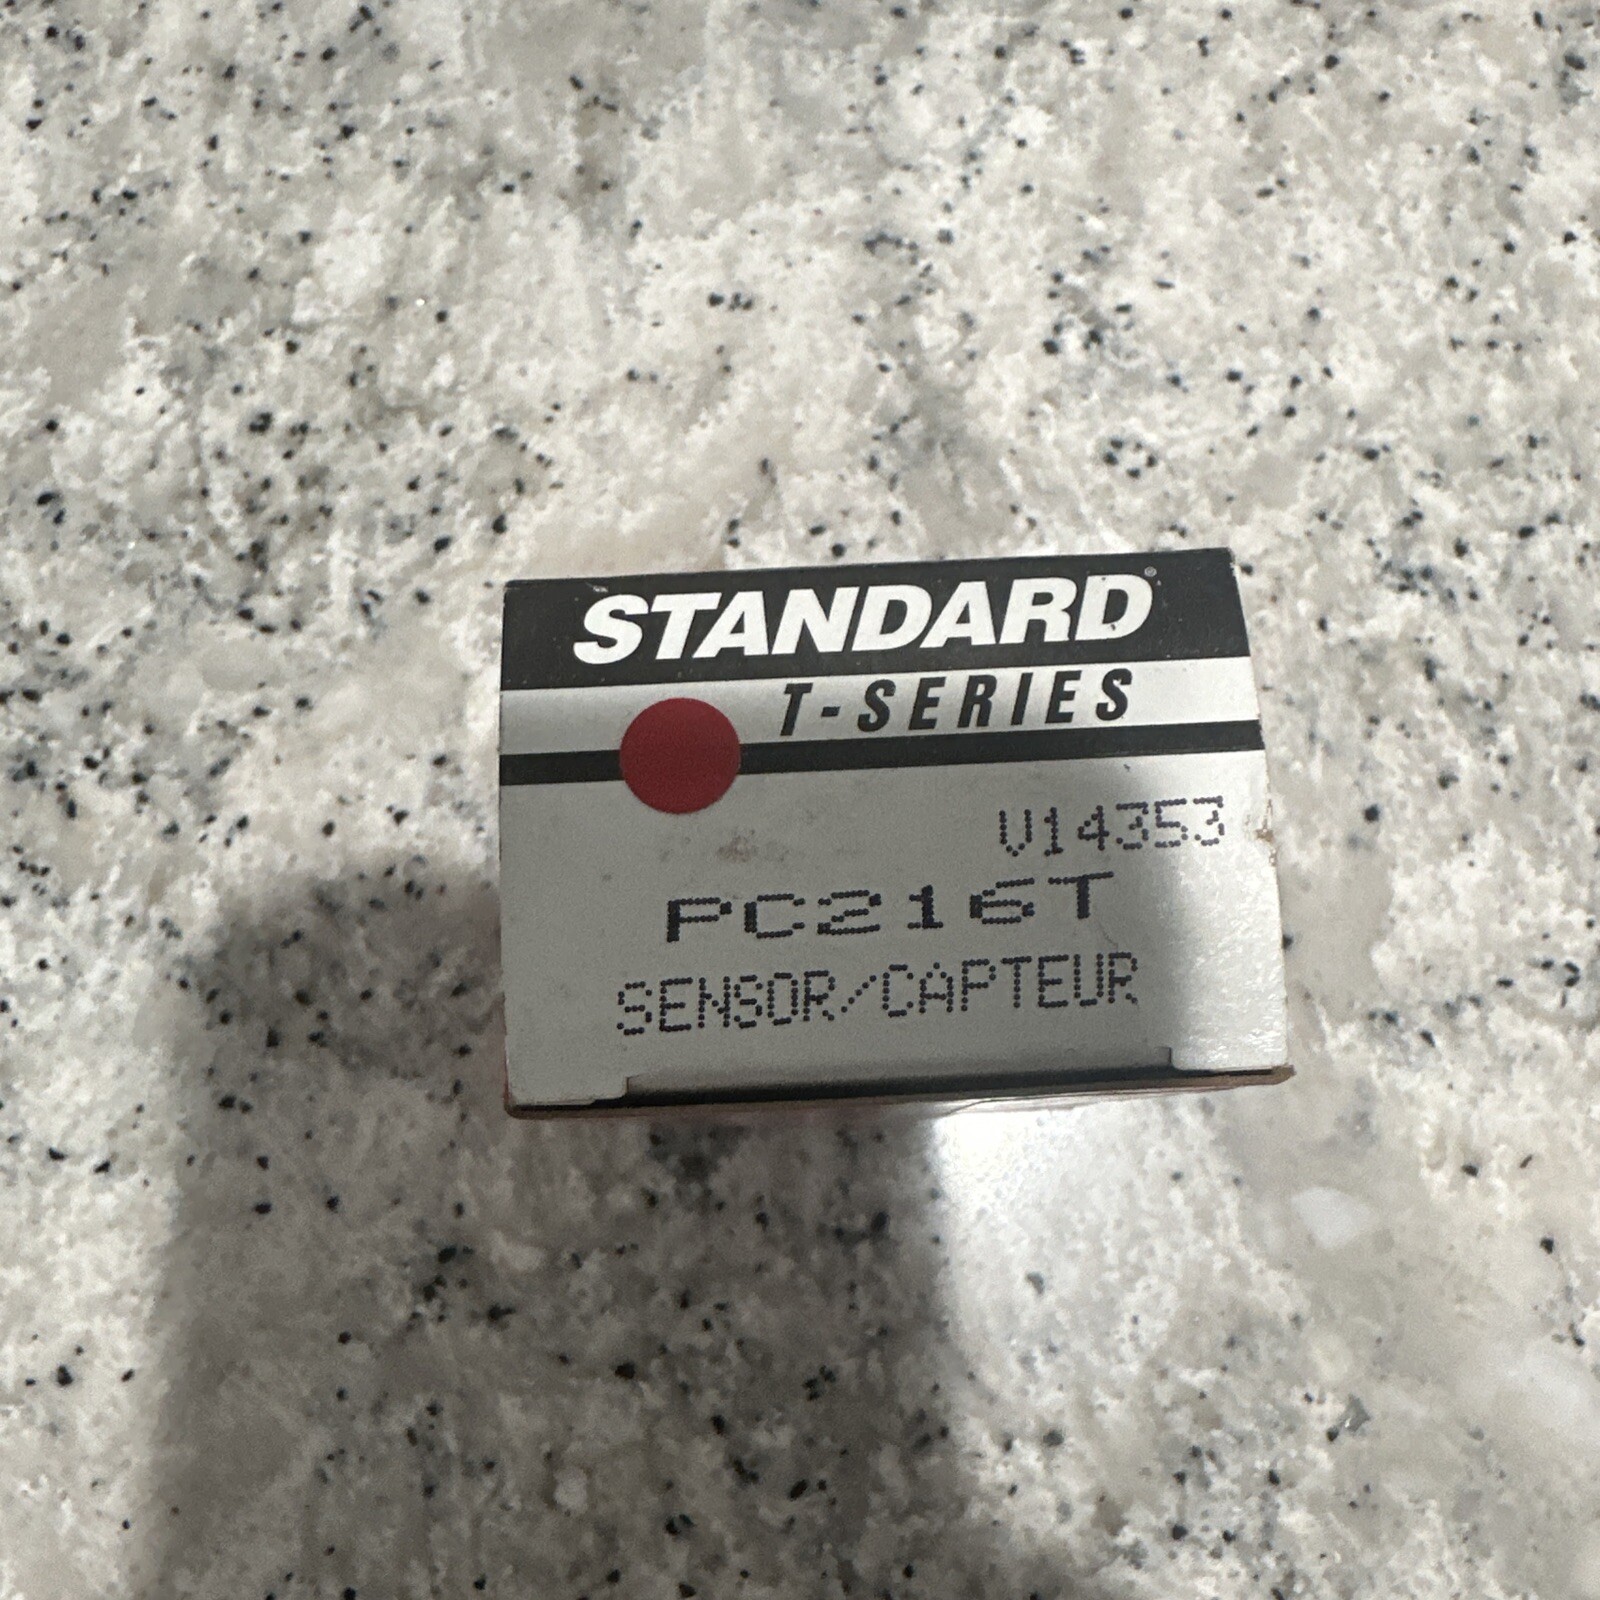 STANDARD®
T-SERIES
V14353
PC216T
SENSOR/CAPTEUR